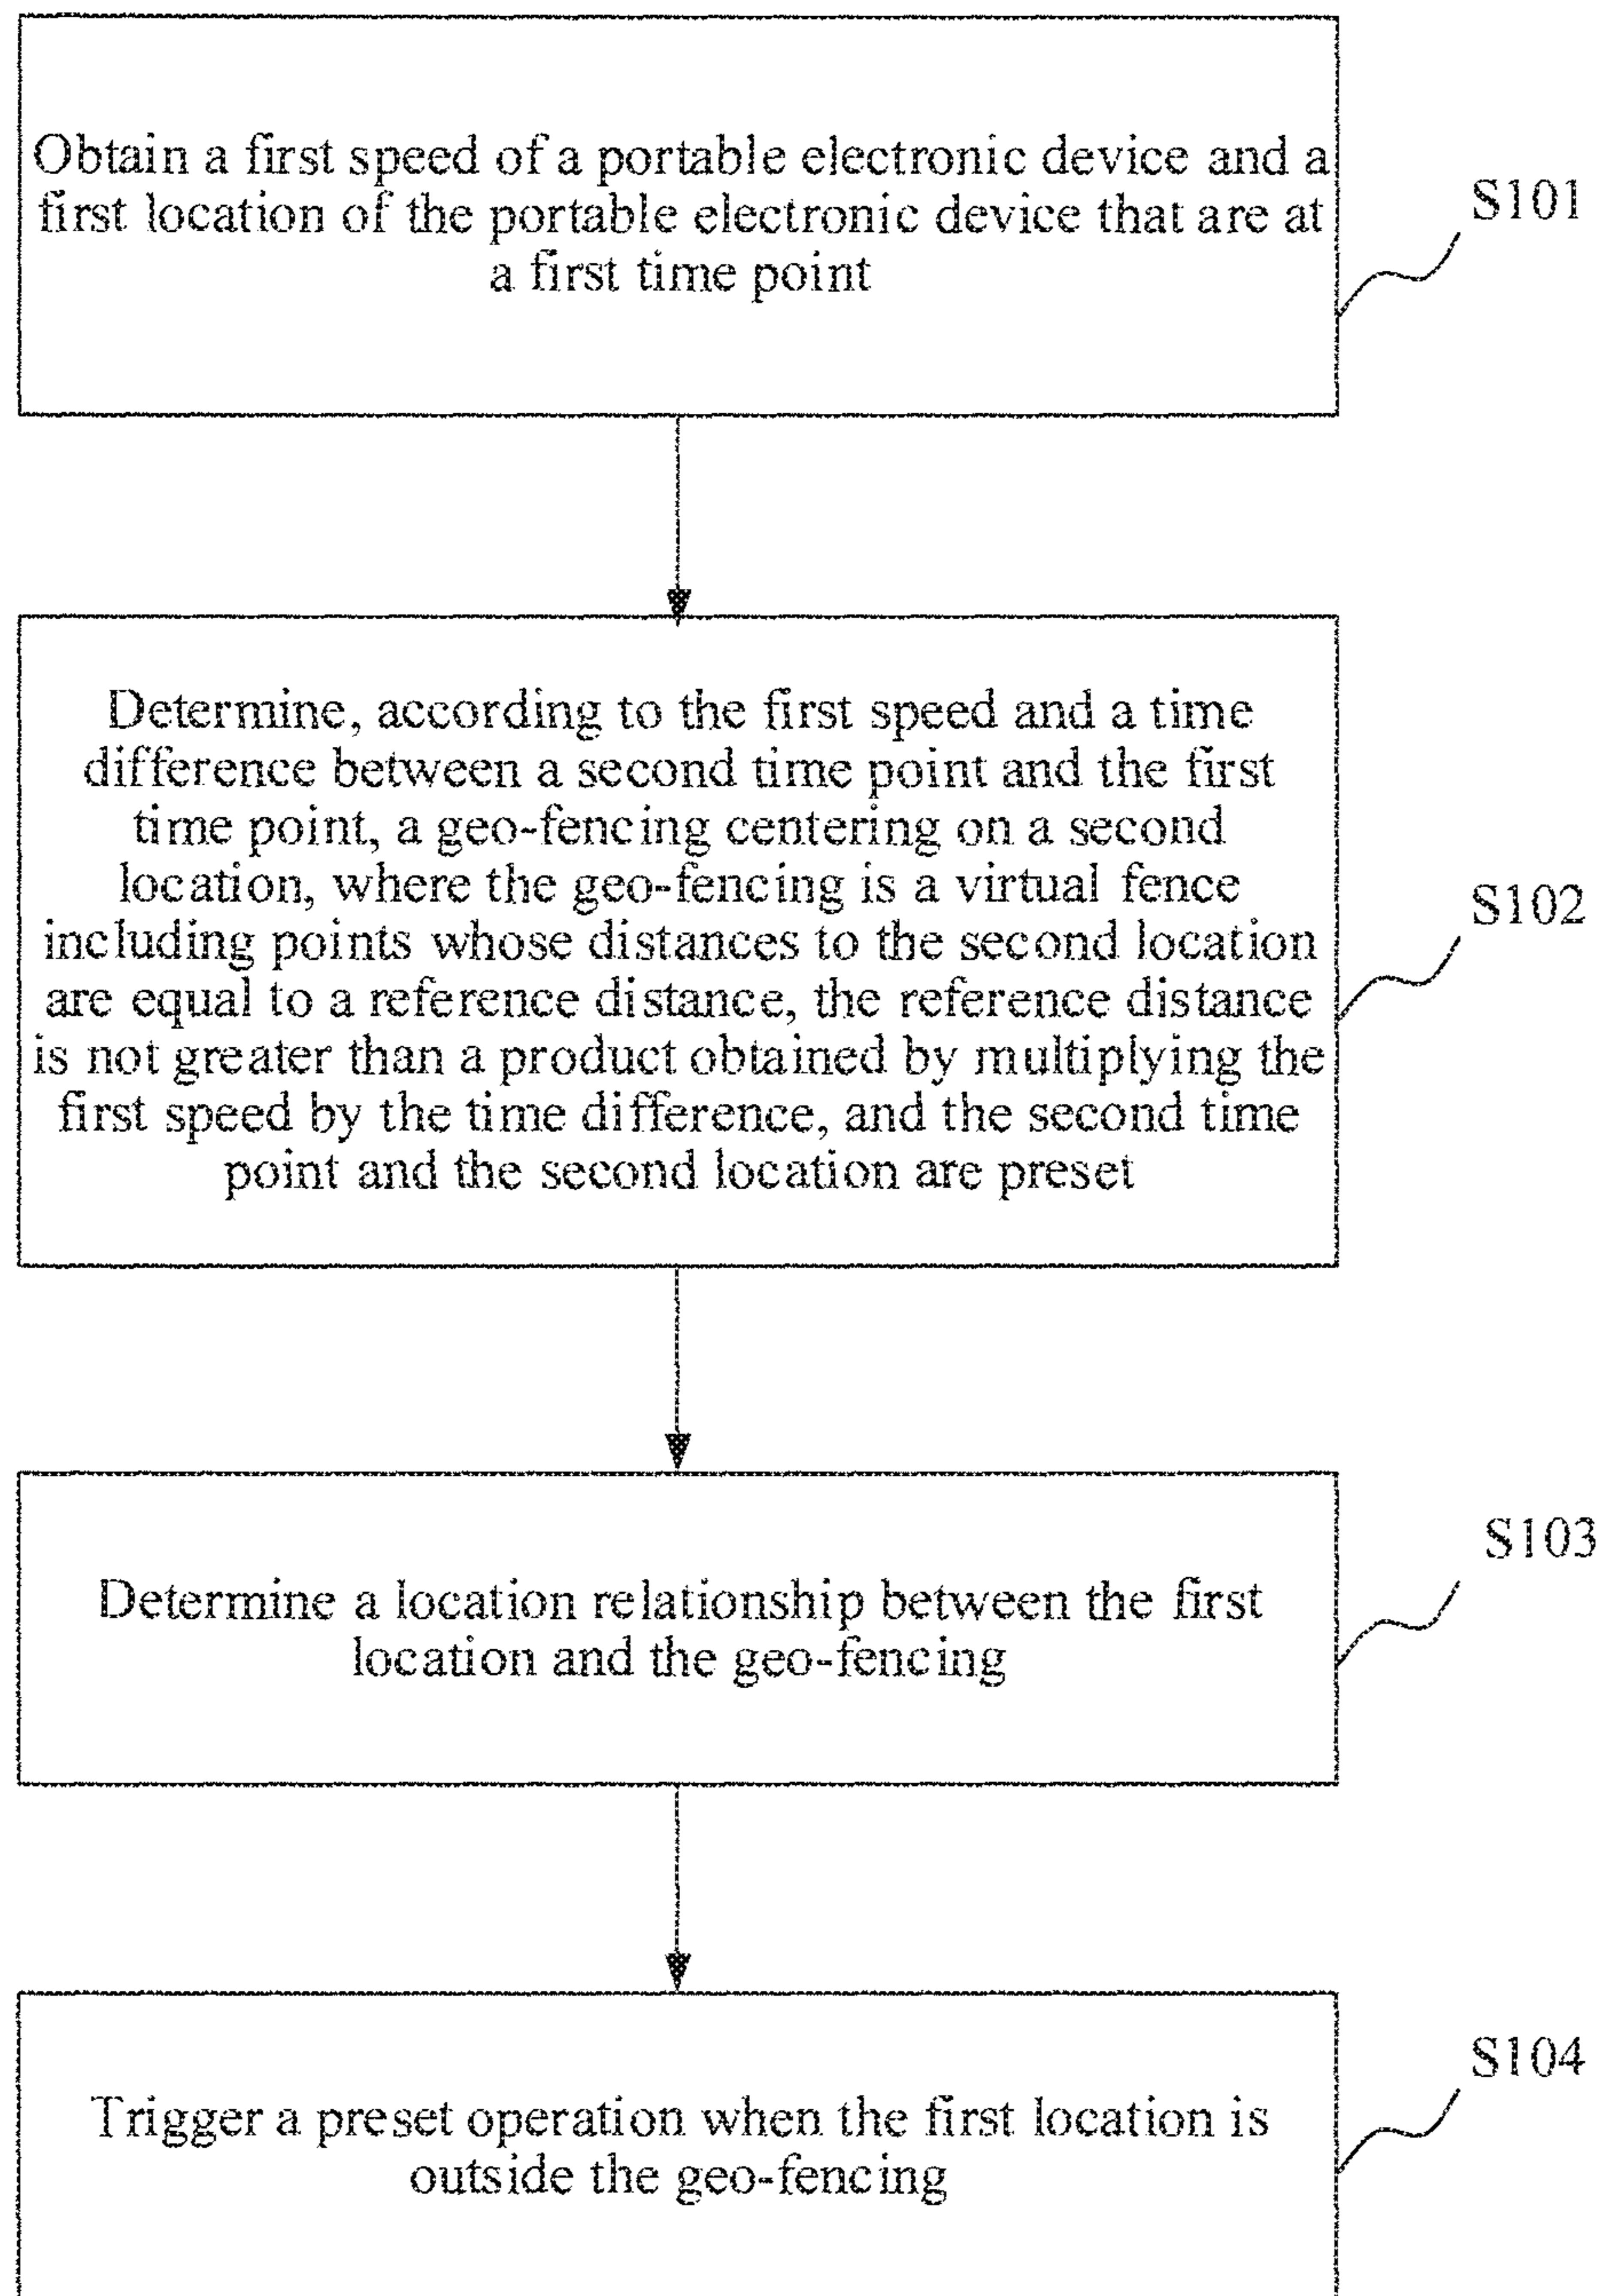 Obtain a first speed of a portable electronic device and a
first location of the portable electronic device that are at
a first time point
S101
Determine, according to the first speed and a time
difference between a second time point and the first
time point, a geo-fencing centering on a second
location, where the geo-fencing is a virtual fence
including points whose distances to the second location
are equal to a reference distance, the reference distance
is not greater than a product obtained by multiplying the
first speed by the time difference, and the second time
point and the second location are preset
S102
Determine a location relationship between the first
location and the geo-fencing
S103
Trigger a preset operation when the first location is
outside the geo-fencing
S104